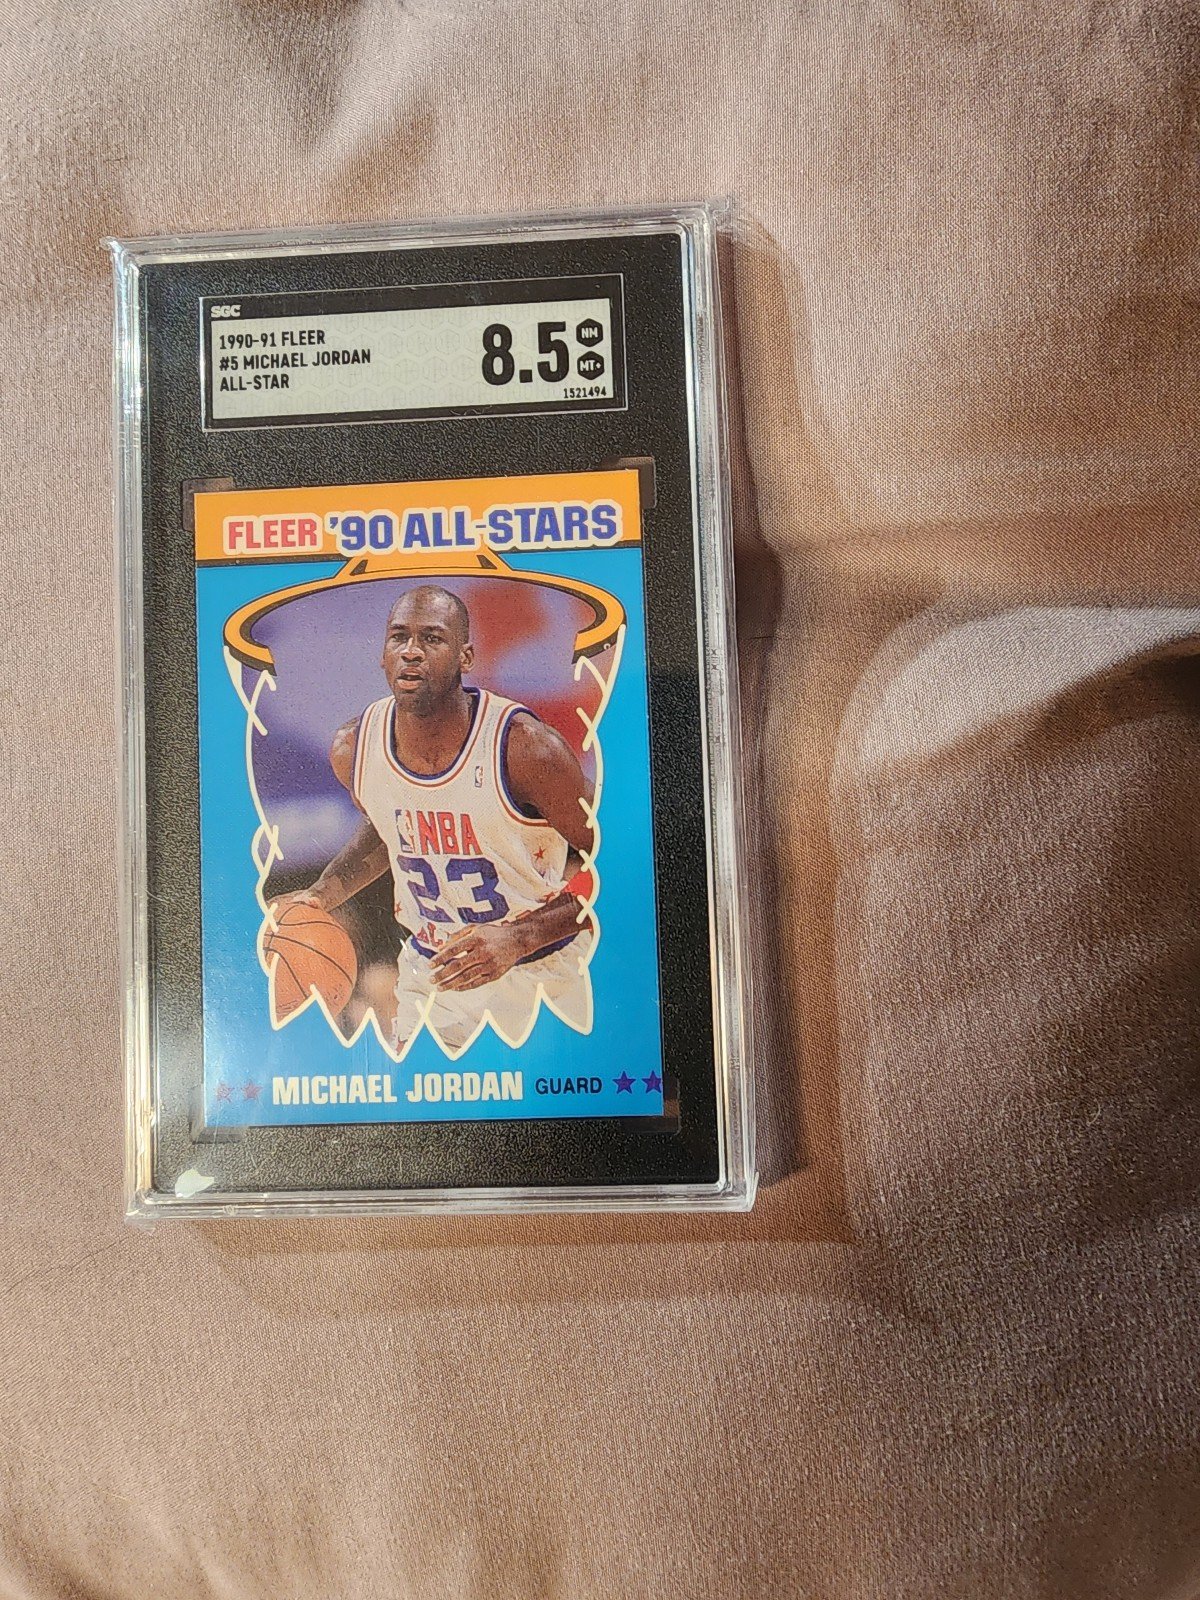 SGC
1990-91 FLEER
#5 MICHAEL JORDAN
ALL-STAR
8.5
NM
MT+
1521494
FLEER '90 ALL-STARS
NBA
23
MICHAEL JORDAN GUARD